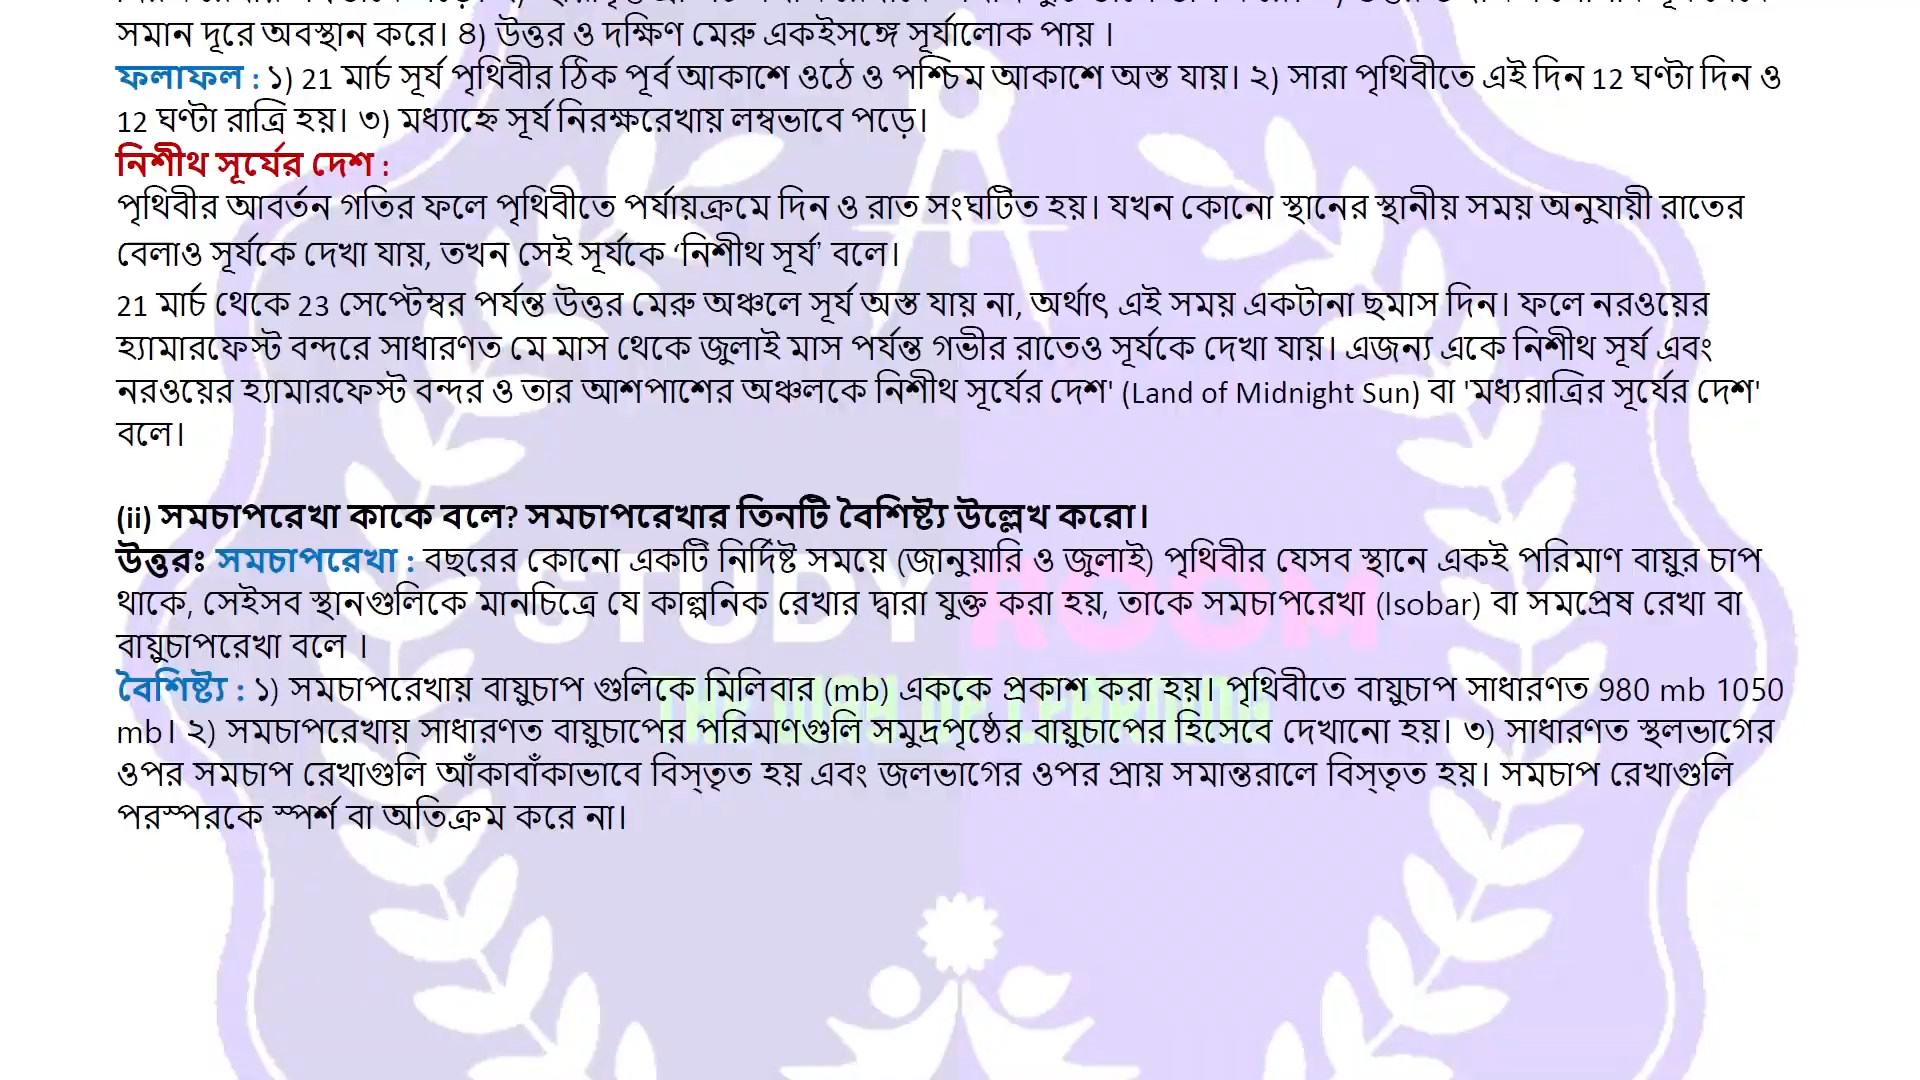 সমান দূরে অবস্থান করে। ৪) উত্তর ও দক্ষিণ মেরু একইসঙ্গে সূর্যালোক পায় ।
ফলাফল : ১) 21 মার্চ সূর্য পৃথিবীর ঠিক পূর্ব আকাশে ওঠে ও পশ্চিম আকাশে অস্ত যায়। ২) সারা পৃথিবীতে এই দিন 12 ঘণ্টা দিন ও
12 ঘণ্টা রাত্রি হয়। ৩) মধ্যাহ্নে সূর্য নিরক্ষরেখায় লম্বভাবে পড়ে।
নিশীথ সূর্যের দেশ :
পৃথিবীর আবর্তন গতির ফলে পৃথিবীতে পর্যায়ক্রমে দিন ও রাত সংঘটিত হয়। যখন কোনো স্থানের স্থানীয় সময় অনুযায়ী রাতের
বেলাও সূর্যকে দেখা যায়, তখন সেই সূর্যকে ‘নিশীথ সূর্য’ বলে।
21 মার্চ থেকে 23 সেপ্টেম্বর পর্যন্ত উত্তর মেরু অঞ্চলে সূর্য অস্ত যায় না, অর্থাৎ এই সময় একটানা ছমাস দিন। ফলে নরওয়ের
হ্যামারফেস্ট বন্দরে সাধারণত মে মাস থেকে জুলাই মাস পর্যন্ত গভীর রাতেও সূর্যকে দেখা যায়। এজন্য একে নিশীথ সূর্য এবং
নরওয়ের হ্যামারফেস্ট বন্দর ও তার আশপাশের অঞ্চলকে নিশীথ সূর্যের দেশ' (Land of Midnight Sun) বা 'মধ্যরাত্রির সূর্যের দেশ'
বলে।
(ii) সমচাপরেখা কাকে বলে? সমচাপরেখার তিনটি বৈশিষ্ট্য উল্লেখ করো।
উত্তরঃ সমচাপরেখা : বছরের কোনো একটি নির্দিষ্ট সময়ে (জানুয়ারি ও জুলাই) পৃথিবীর যেসব স্থানে একই পরিমাণ বায়ুর চাপ
থাকে, সেইসব স্থানগুলিকে মানচিত্রে যে কাল্পনিক রেখার দ্বারা যুক্ত করা হয়, তাকে সমচাপরেখা (Isobar) বা সমপ্রেষ রেখা বা
বায়ুচাপরেখা বলে ।
বৈশিষ্ট্য : ১) সমচাপরেখায় বায়ুচাপ গুলিকে মিলিবার (mb) এককে প্রকাশ করা হয়। পৃথিবীতে বায়ুচাপ সাধারণত 980 mb 1050
mb। ২) সমচাপরেখায় সাধারণত বায়ুচাপের পরিমাণগুলি সমুদ্রপৃষ্ঠের বায়ুচাপের হিসেবে দেখানো হয়। ৩) সাধারণত স্থলভাগের
ওপর সমচাপ রেখাগুলি আঁকাবাঁকাভাবে বিস্তৃত হয় এবং জলভাগের ওপর প্রায় সমান্তরালে বিস্তৃত হয়। সমচাপ রেখাগুলি
পরস্পরকে স্পর্শ বা অতিক্রম করে না।
STUDY ROOM